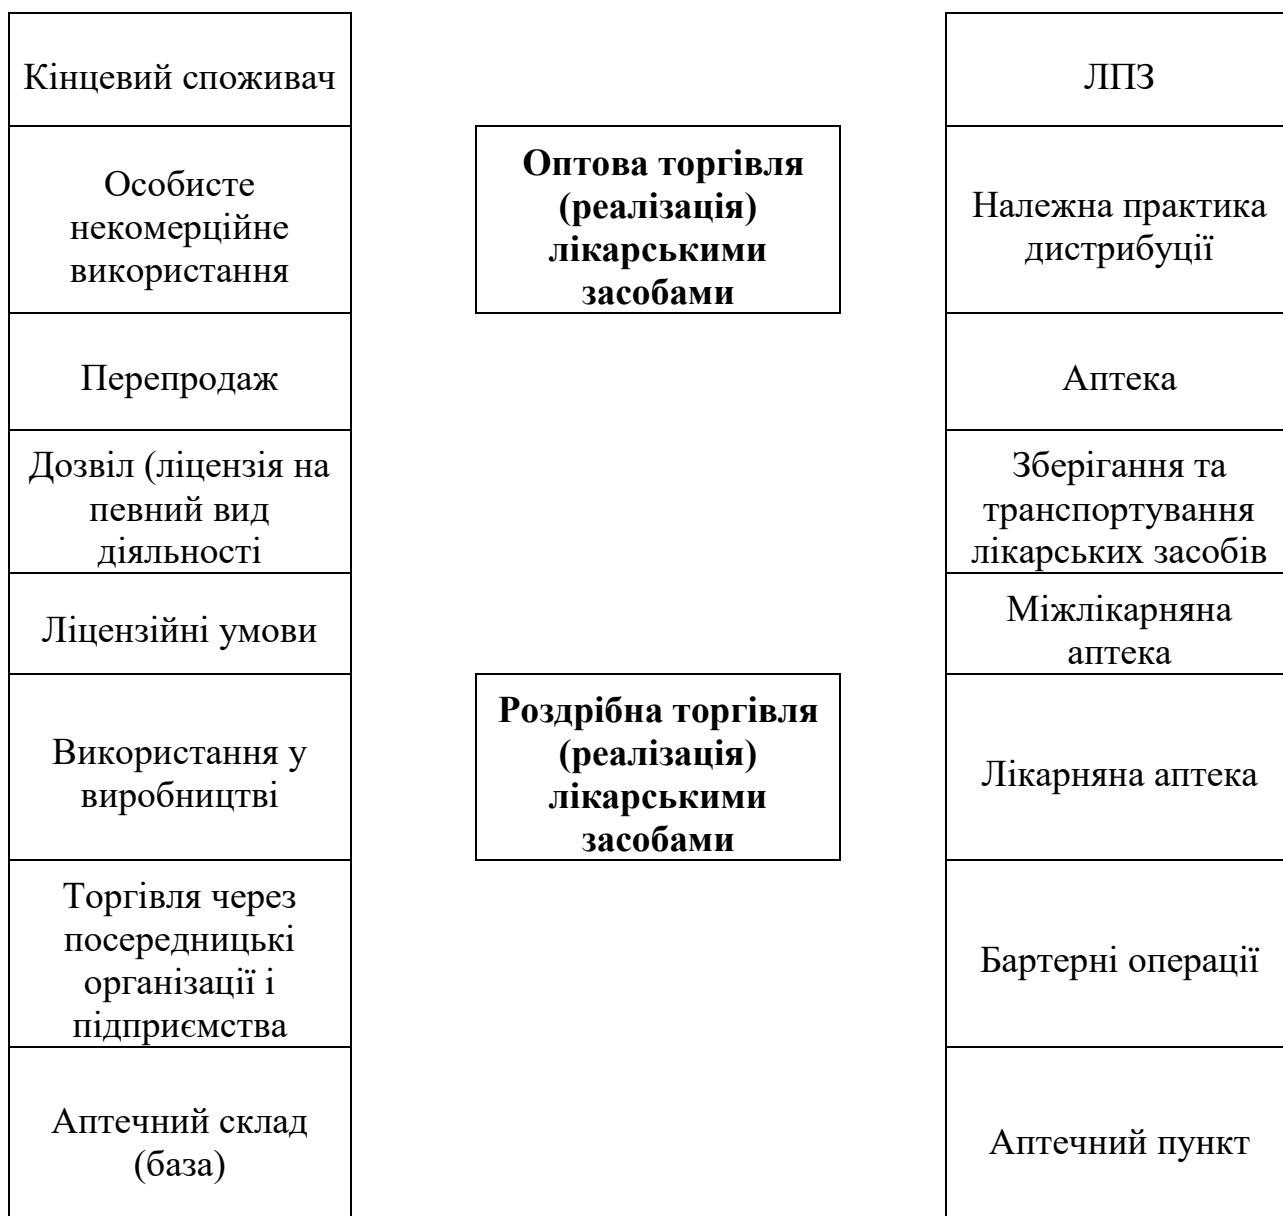 Кінцевий споживач
ЛПЗ
Особисте
некомерційне
використання
Оптова торгівля
(реалізація)
лікарськими
засобами
Належна практика
дистрибуції
Перепродаж
Аптека
Дозвіл (ліцензія на
певний вид
діяльності
Зберігання та
транспортування
лікарських засобів
Ліцензійні умови
Міжлікарняна
аптека
Використання у
виробництві
Роздрібна торгівля
(реалізація)
лікарськими
засобами
Лікарняна аптека
Торгівля через
посередницькі
організації і
підприємства
Бартерні операції
Аптечний склад
(база)
Аптечний пункт